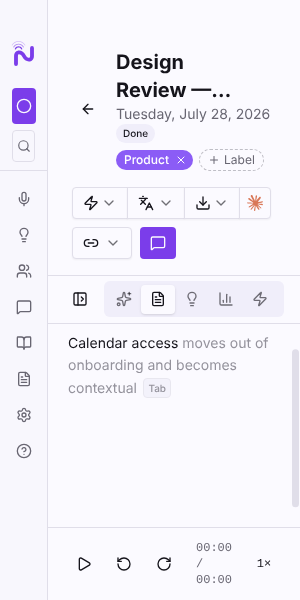 Design
Review —...
Tuesday, July 28, 2026
Done
Product
+ Label
Calendar access moves out of
onboarding and becomes
contextual Tab
00:00
/
00:00
1×